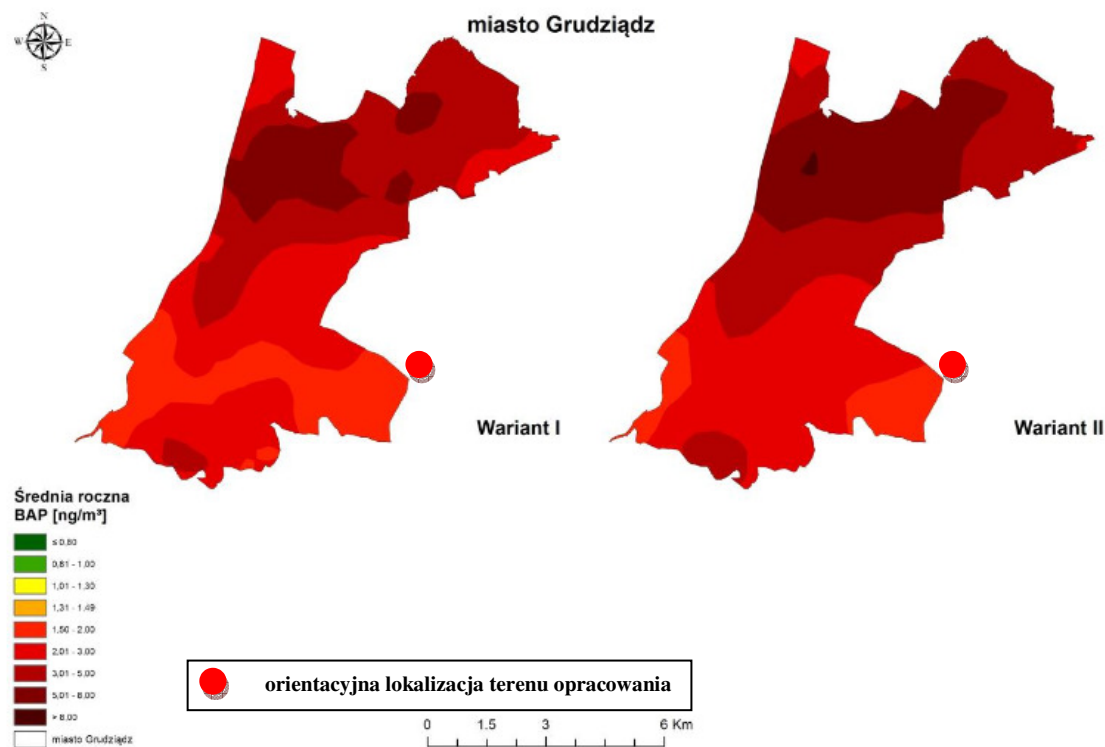 miasto Grudziądz
N
W E
S
Wariant I
Wariant II
Średnia roczna
BAP [ng/m³]
≤ 0,80
0,81 - 1,00
1,01 - 1,30
1,31 - 1,49
1,50 - 2,00
2,01 - 3,00
3,01 - 5,00
5,01 - 8,00
> 8,00
miasto Grudziądz
orientacyjna lokalizacja terenu opracowania
0 1.5 3 6 Km